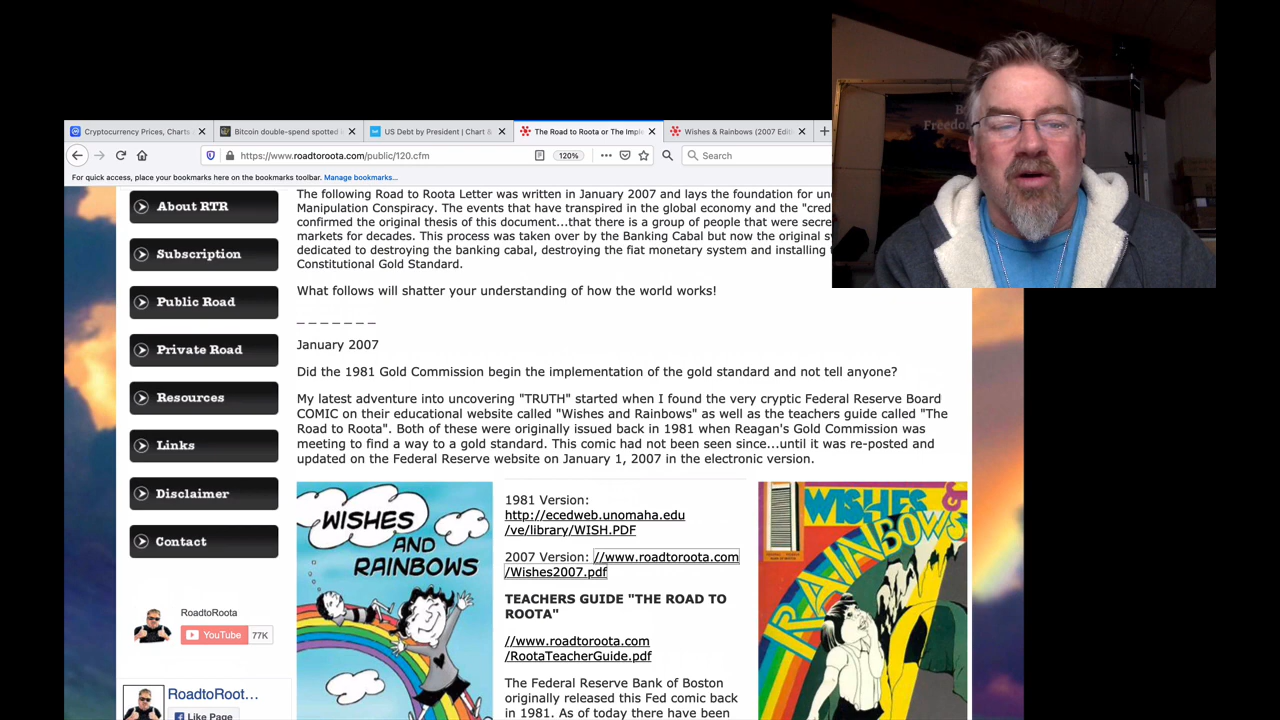 Cryptocurrency Prices, Charts
Bitcoin double-spend spotted i
US Debt by President | Chart &
The Road to Roota or The Imple
Wishes & Rainbows (2007 Editi
https://www.roadtoroota.com/public/120.cfm
120%
Search
For quick access, place your bookmarks here on the bookmarks toolbar. Manage bookmarks...
About RTR
Subscription
Public Road
Private Road
Resources
Links
Disclaimer
Contact
RoadtoRoota
YouTube 77K
RoadtoRoot...
Like Page
The following Road to Roota Letter was written in January 2007 and lays the foundation for un
Manipulation Conspiracy. The events that have transpired in the global economy and the "cred
confirmed the original thesis of this document...that there is a group of people that were secre
markets for decades. This process was taken over by the Banking Cabal but now the original
dedicated to destroying the banking cabal, destroying the fiat monetary system and installing
Constitutional Gold Standard.
What follows will shatter your understanding of how the world works!
_ _ _ _ _ _ _
January 2007
Did the 1981 Gold Commission begin the implementation of the gold standard and not tell anyone?
My latest adventure into uncovering "TRUTH" started when I found the very cryptic Federal Reserve Board
COMIC on their educational website called "Wishes and Rainbows" as well as the teachers guide called "The
Road to Roota". Both of these were originally issued back in 1981 when Reagan's Gold Commission was
meeting to find a way to a gold standard. This comic had not been seen since...until it was re-posted and
updated on the Federal Reserve website on January 1, 2007 in the electronic version.
WISHES
AND
RAINBOWS
1981 Version:
http://ecedweb.unomaha.edu
/ve/library/WISH.PDF
2007 Version: //www.roadtoroota.com
/Wishes2007.pdf
TEACHERS GUIDE "THE ROAD TO
ROOTA"
//www.roadtoroota.com
/RootaTeacherGuide.pdf
The Federal Reserve Bank of Boston
originally released this Fed comic back
in 1981. As of today there have been
WISHES &
RAINBOWS